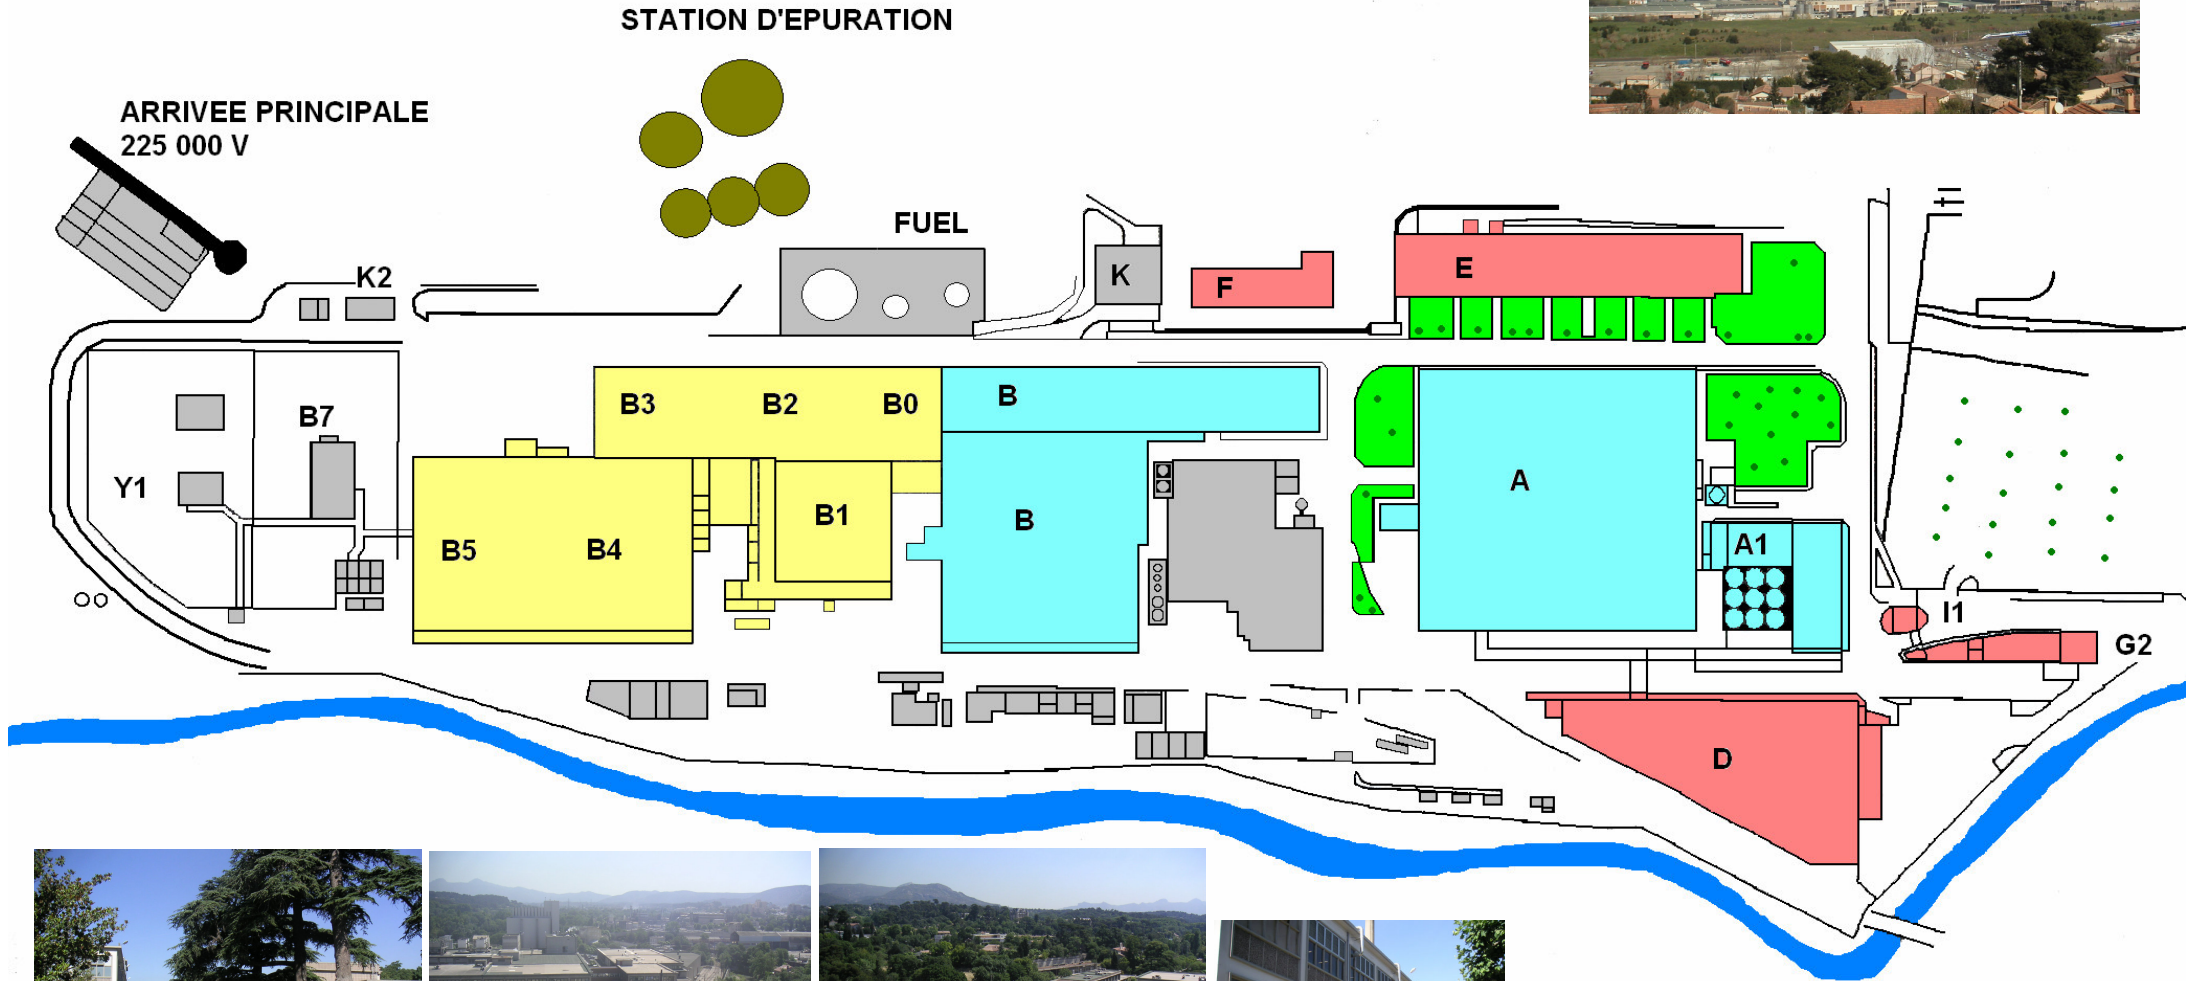 STATION D'EPURATION
ARRIVEE PRINCIPALE
225 000 V
FUEL
K2
K
F
E
B3
B2
B0
B
B7
Y1
B5
B4
B1
B
A
A1
I1
G2
D